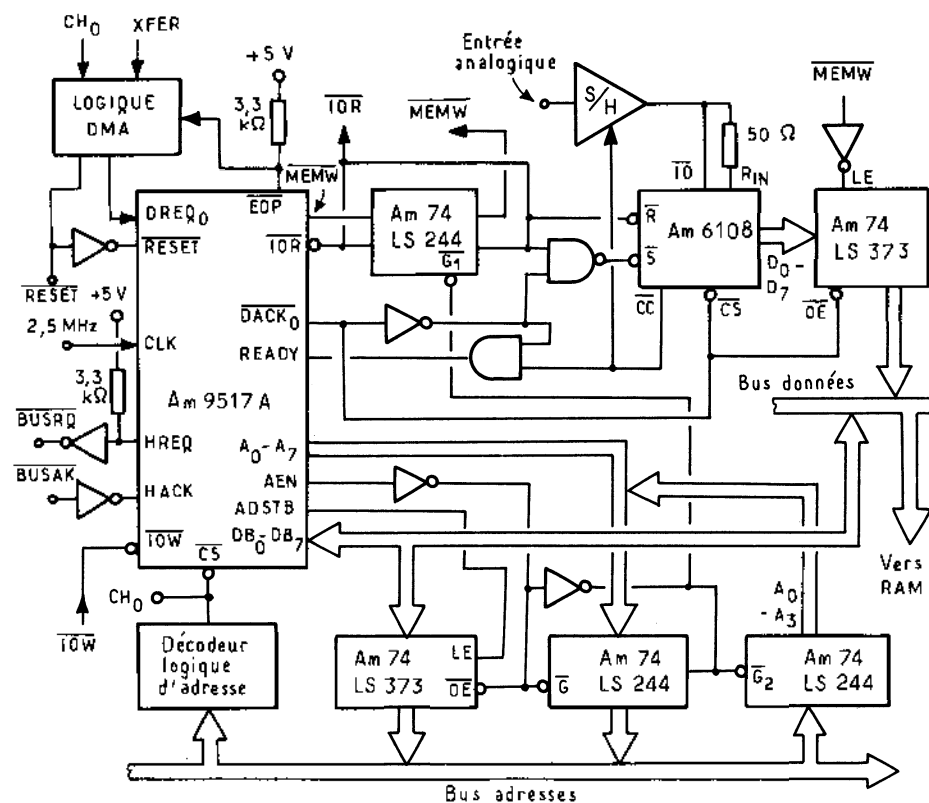 CH0
XFER
LOGIQUE
DMA
+5 V
3,3
kΩ
IOR
MEMW
Entrée
analogique
S/H
MEMW
50 Ω
IO
RIN
LE
MEMW
EOP
DREQ0
RESET
IOR
Am 74
LS 244
G1
R
S
Am 6108
Am 74
LS 373
D0-
D7
RESET
+5 V
2,5 MHz
CLK
3,3
kΩ
DACK0
READY
CC
CS
OE
Am 9517 A
Bus données
BUSRQ
HREQ
A0-A7
BUSAK
HACK
AEN
ADSTB
DB0-DB7
IOW
CS
Vers
RAM
CH0
IOW
A0
-A3
Décodeur
logique
d'adresse
Am 74
LS 373
LE
OE
G
Am 74
LS 244
G2
Am 74
LS 244
Bus adresses